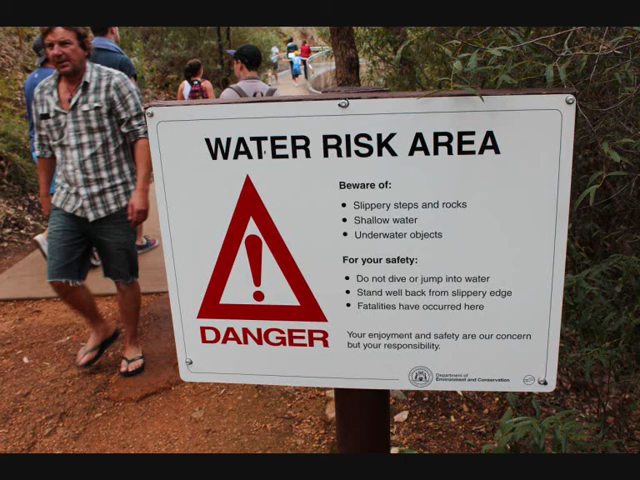 WATER RISK AREA
Beware of:
• Slippery steps and rocks
• Shallow water
• Underwater objects
For your safety:
• Do not dive or jump into water
• Stand well back from slippery edge
• Fatalities have occurred here
DANGER
Your enjoyment and safety are our concern
but your responsibility.
Department of
Environment and Conservation